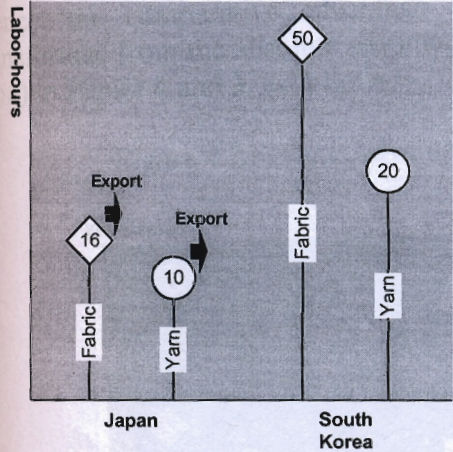 Labor-hours
50
20
Export
Export
16
10
Fabric
Yarn
Fabric
Yarn
Japan
South
Korea